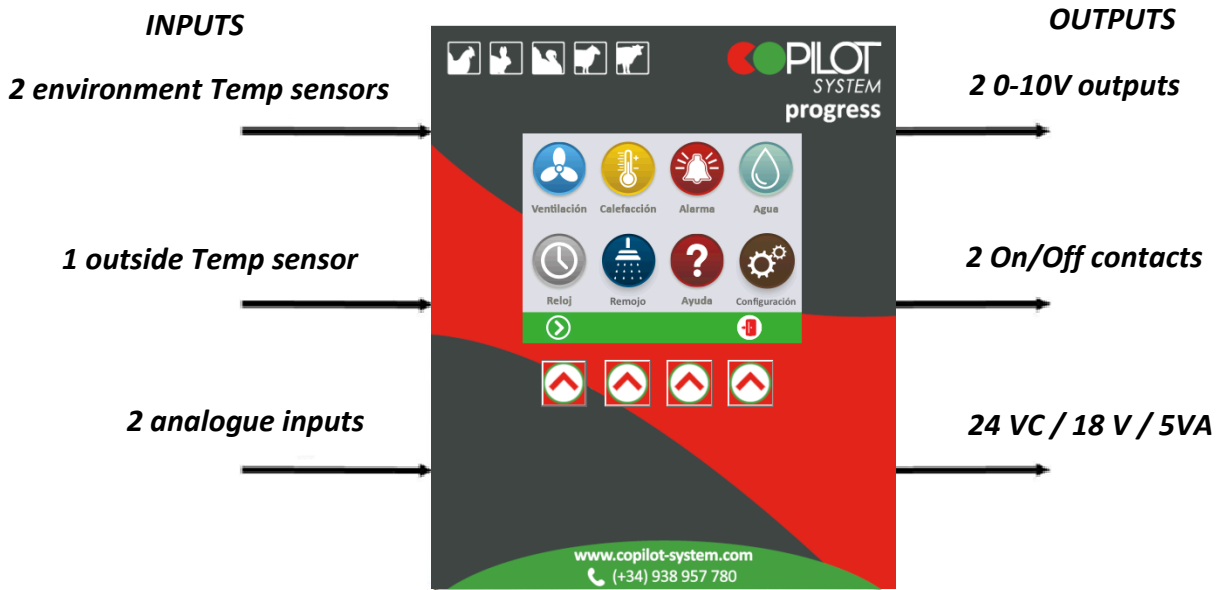 INPUTS
2 environment Temp sensors
1 outside Temp sensor
2 analogue inputs
COPILOT
SYSTEM
progress
Ventilación Calefacción Alarma Agua
Reloj Remojo Ayuda Configuración
www.copilot-system.com
(+34) 938 957 780
OUTPUTS
2 0-10V outputs
2 On/Off contacts
24 VC / 18 V / 5VA